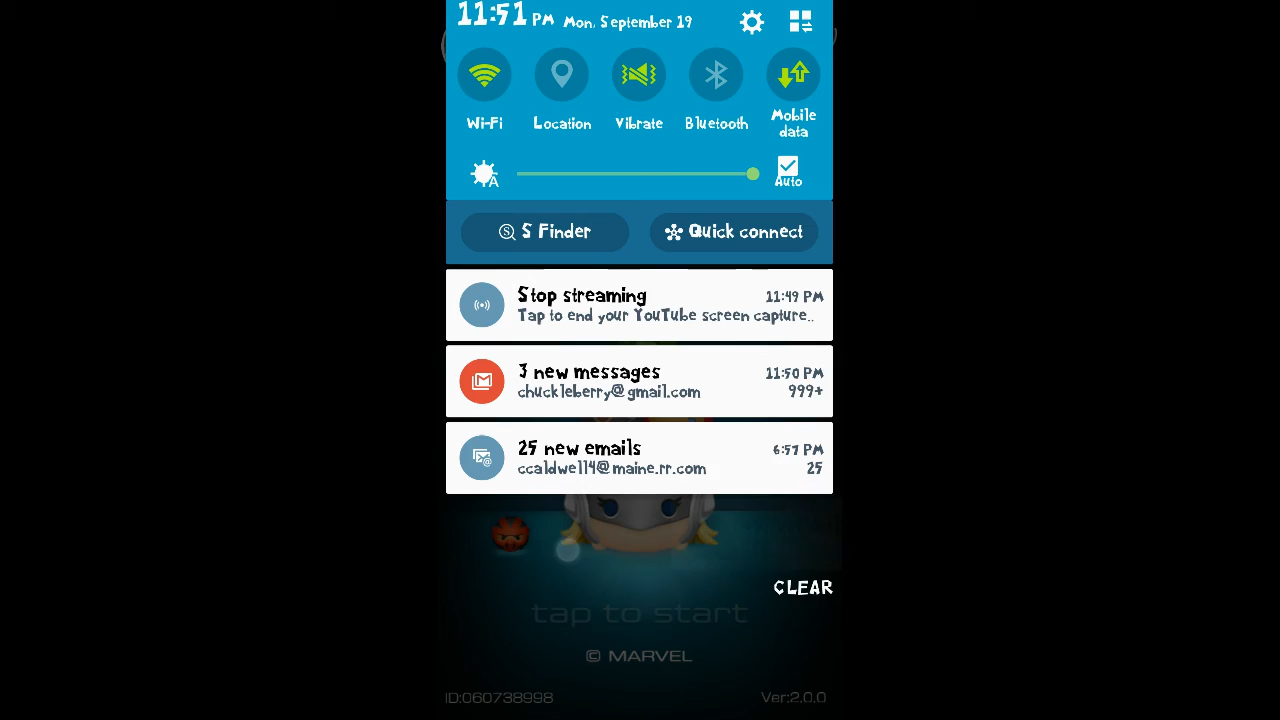 11:51 PM Mon, September 19
Wi-Fi Location Vibrate Bluetooth Mobile data
A Auto
S Finder Quick connect
Stop streaming 11:49 PM
Tap to end your YouTube screen capture..
3 new messages 11:50 PM
chuckleberry@gmail.com 999+
25 new emails 6:57 PM
ccaldwell4@maine.rr.com 25
CLEAR
tap to start
© MARVEL
ID:060738998 Ver:2.0.0